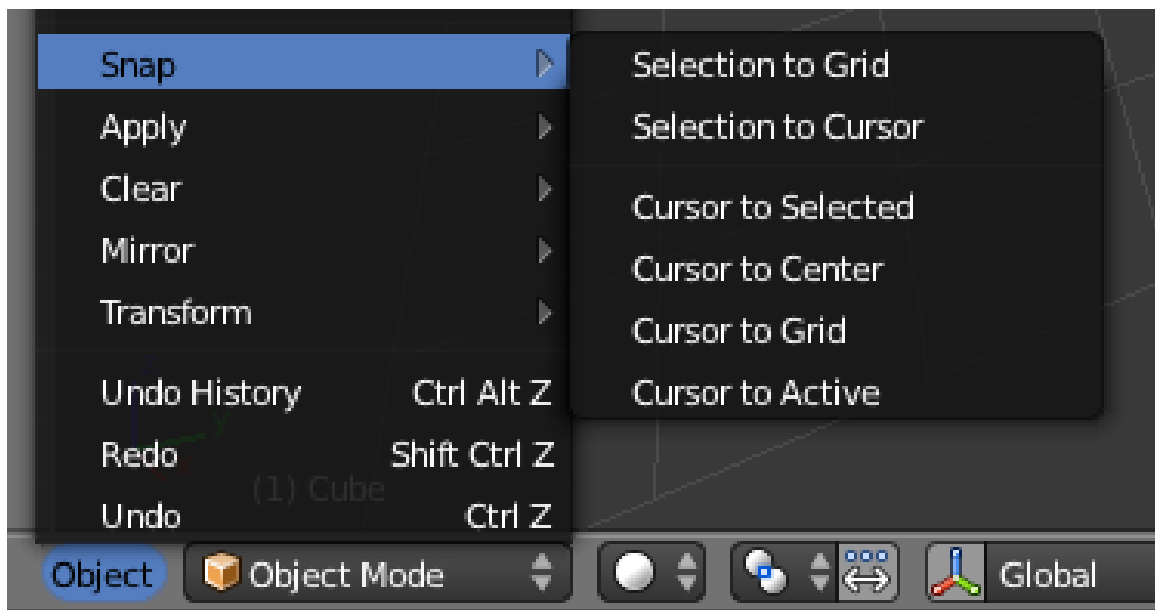 Snap
Apply
Clear
Mirror
Transform
Undo History Ctrl Alt Z
Redo Shift Ctrl Z
Undo Ctrl Z
Selection to Grid
Selection to Cursor
Cursor to Selected
Cursor to Center
Cursor to Grid
Cursor to Active
(1) Cube
Object Object Mode Global